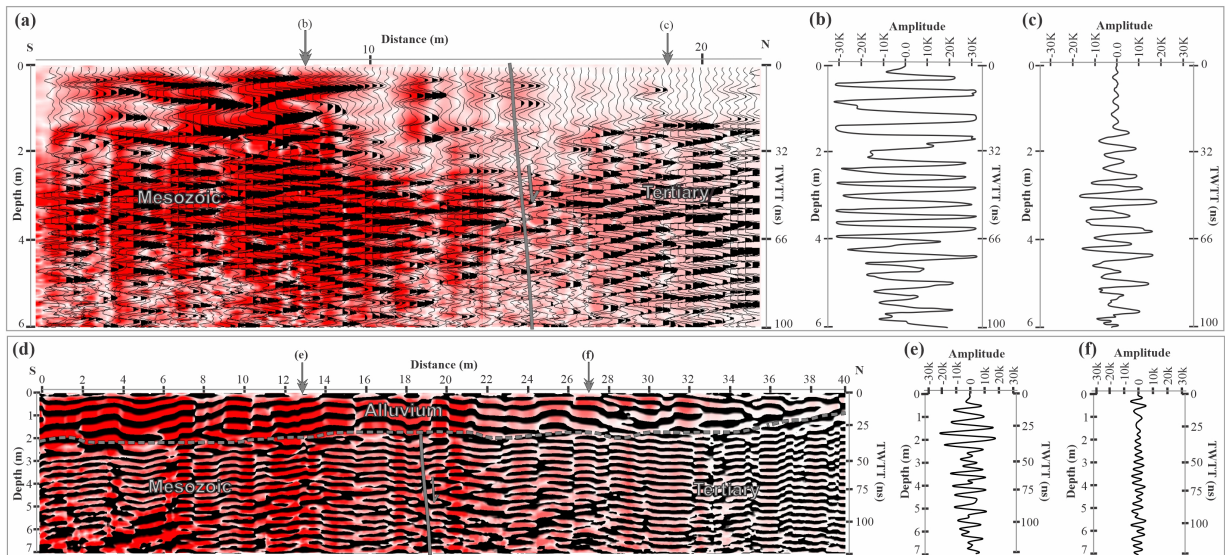 (a)
(b)
(c)
S
Distance (m)
N
10
20
0
2
4
6
Depth (m)
0
32
66
100
TWTT (ns)
Mesozoic
Tertiary
(b)
Amplitude
-30K
-20K
-10K
0.0
10K
20K
30K
0
2
4
6
Depth (m)
0
32
66
100
TWTT (ns)
(c)
Amplitude
-30K
-20K
-10K
0.0
10K
20K
30K
0
2
4
6
Depth (m)
0
32
66
100
TWTT (ns)
(d)
(e)
(f)
S
Distance (m)
N
0 2 4 6 8 10 12 14 16 18 20 22 24 26 28 30 32 34 36 38 40
0
1
2
3
4
5
6
7
Depth (m)
0
25
50
75
100
TWTT (ns)
Alluvium
Mesozoic
Tertiary
(e)
Amplitude
-30k
-20k
-10k
0
10k
20k
30k
0
1
2
3
4
5
6
7
Depth (m)
0
25
50
75
100
TWTT (ns)
(f)
Amplitude
-30k
-20k
-10k
0
10k
20k
30k
0
1
2
3
4
5
6
7
Depth (m)
0
25
50
75
100
TWTT (ns)